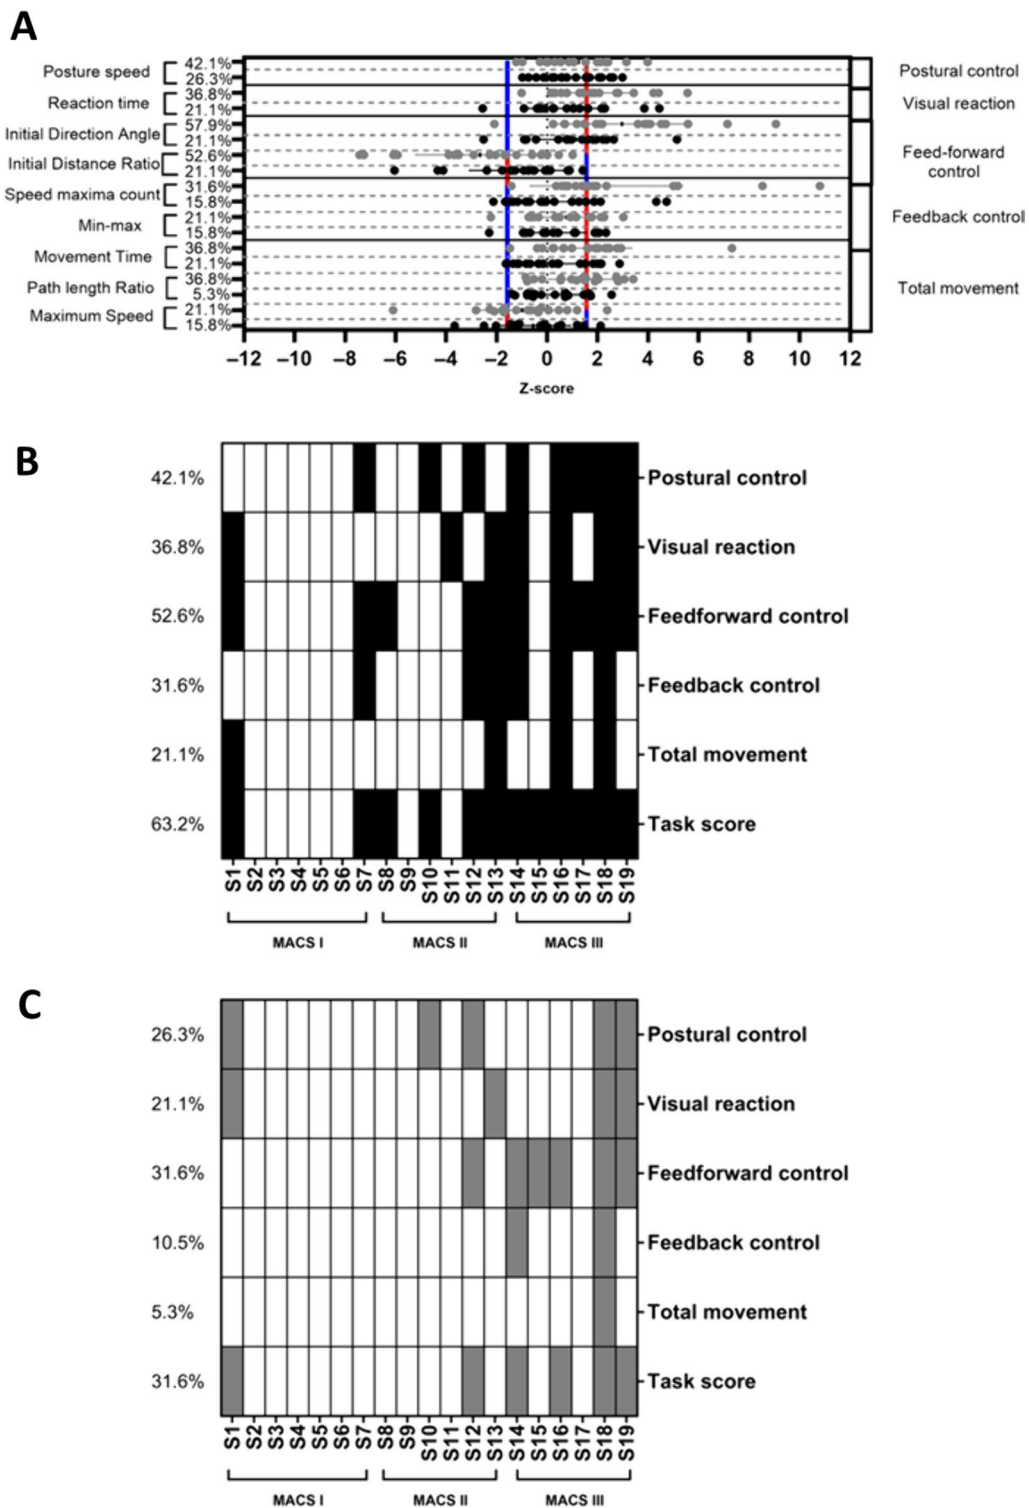 A
Posture speed 42.1% Postural control
26.3%
Reaction time 36.8% Visual reaction
21.1%
Initial Direction Angle 57.9% Feed-forward
21.1% control
Initial Distance Ratio 52.6%
21.1%
Speed maxima count 31.6% Feedback control
15.8%
Min-max 21.1%
15.8%
Movement Time 36.8% Total movement
21.1%
Path length Ratio 36.8%
5.3%
Maximum Speed 21.1%
15.8%
−12 −10 −8 −6 −4 −2 0 2 4 6 8 10 12
Z-score
B
42.1% Postural control
36.8% Visual reaction
52.6% Feedforward control
31.6% Feedback control
21.1% Total movement
63.2% Task score
S1 S2 S3 S4 S5 S6 S7 S8 S9 S10 S11 S12 S13 S14 S15 S16 S17 S18 S19
MACS I MACS II MACS III
C
26.3% Postural control
21.1% Visual reaction
31.6% Feedforward control
10.5% Feedback control
5.3% Total movement
31.6% Task score
S1 S2 S3 S4 S5 S6 S7 S8 S9 S10 S11 S12 S13 S14 S15 S16 S17 S18 S19
MACS I MACS II MACS III